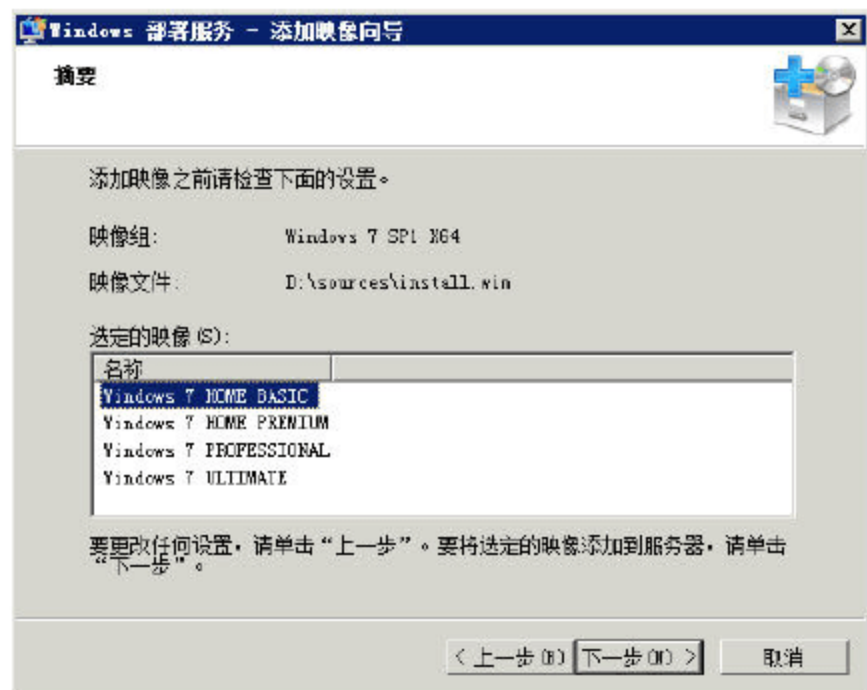 Windows 部署服务 - 添加映像向导
摘要
添加映像之前请检查下面的设置。
映像组: Windows 7 SP1 X64
映像文件: D:\sources\install.wim
选定的映像(S):
名称
Windows 7 HOME BASIC
Windows 7 HOME PREMIUM
Windows 7 PROFESSIONAL
Windows 7 ULTIMATE
要更改任何设置，请单击“上一步”。要将选定的映像添加到服务器，请单击
“下一步”。
< 上一步(B) 下一步(N) > 取消